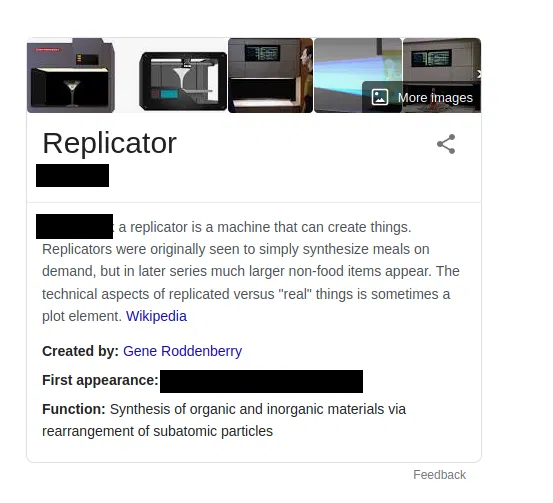 More images
Replicator
a replicator is a machine that can create things.
Replicators were originally seen to simply synthesize meals on
demand, but in later series much larger non-food items appear. The
technical aspects of replicated versus "real" things is sometimes a
plot element. Wikipedia
Created by: Gene Roddenberry
First appearance:
Function: Synthesis of organic and inorganic materials via
rearrangement of subatomic particles
Feedback